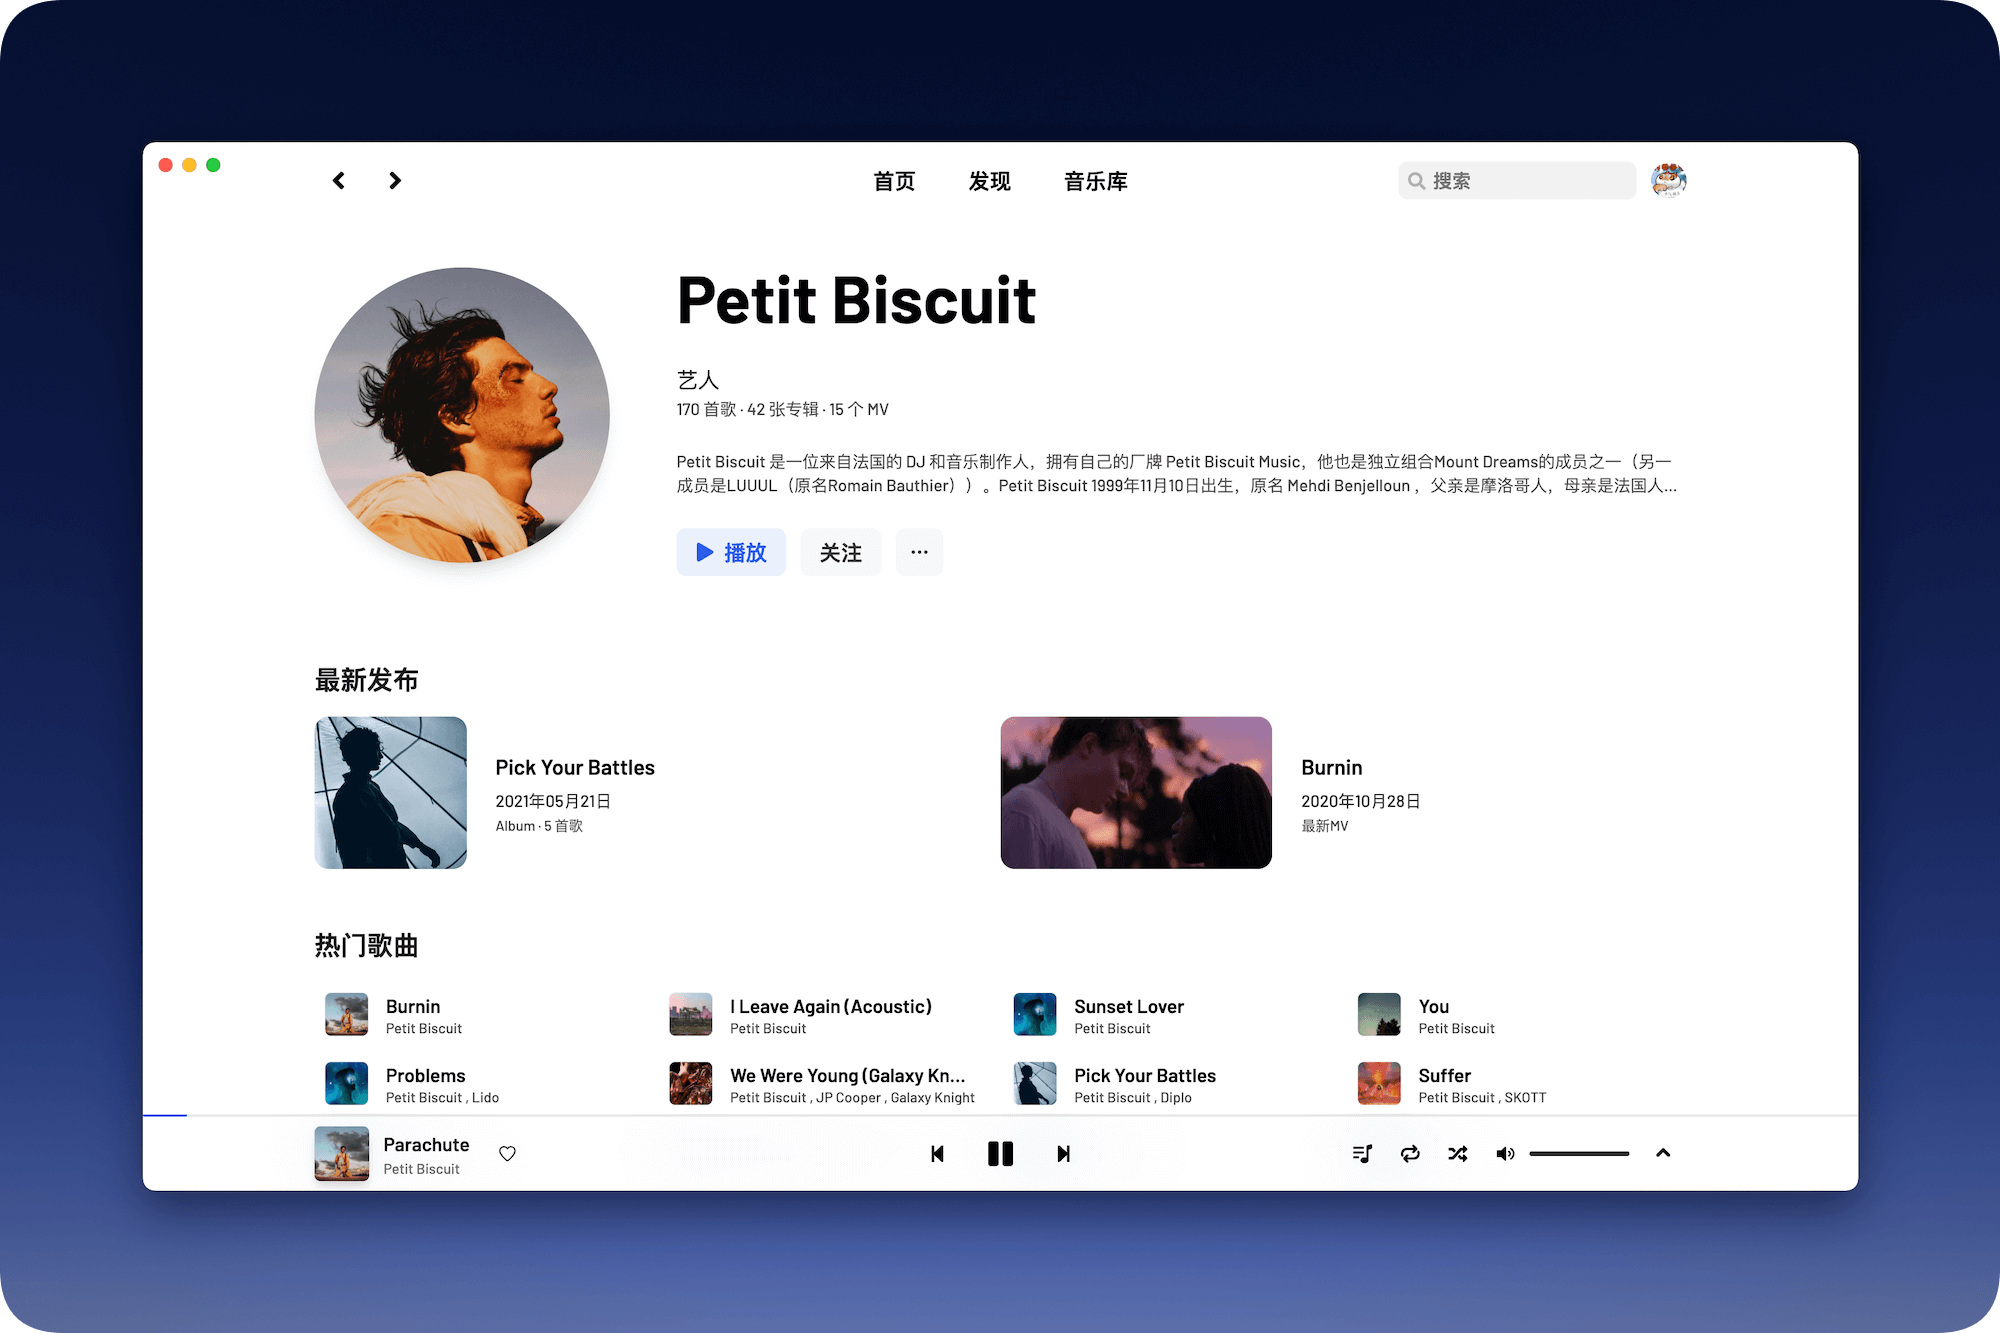 首页 发现 音乐库 搜索
Petit Biscuit
艺人
170 首歌 · 42 张专辑 · 15 个 MV
Petit Biscuit 是一位来自法国的 DJ 和音乐制作人，拥有自己的厂牌 Petit Biscuit Music，他也是独立组合Mount Dreams的成员之一（另一
成员是LUUUL（原名Romain Bauthier））。Petit Biscuit 1999年11月10日出生，原名 Mehdi Benjelloun ，父亲是摩洛哥人，母亲是法国人...
播放 关注
最新发布
Pick Your Battles
2021年05月21日
Album · 5 首歌
Burnin
2020年10月28日
最新MV
热门歌曲
Burnin
Petit Biscuit
I Leave Again (Acoustic)
Petit Biscuit
Sunset Lover
Petit Biscuit
You
Petit Biscuit
Problems
Petit Biscuit , Lido
We Were Young (Galaxy Kn...
Petit Biscuit , JP Cooper , Galaxy Knight
Pick Your Battles
Petit Biscuit , Diplo
Suffer
Petit Biscuit , SKOTT
Parachute
Petit Biscuit